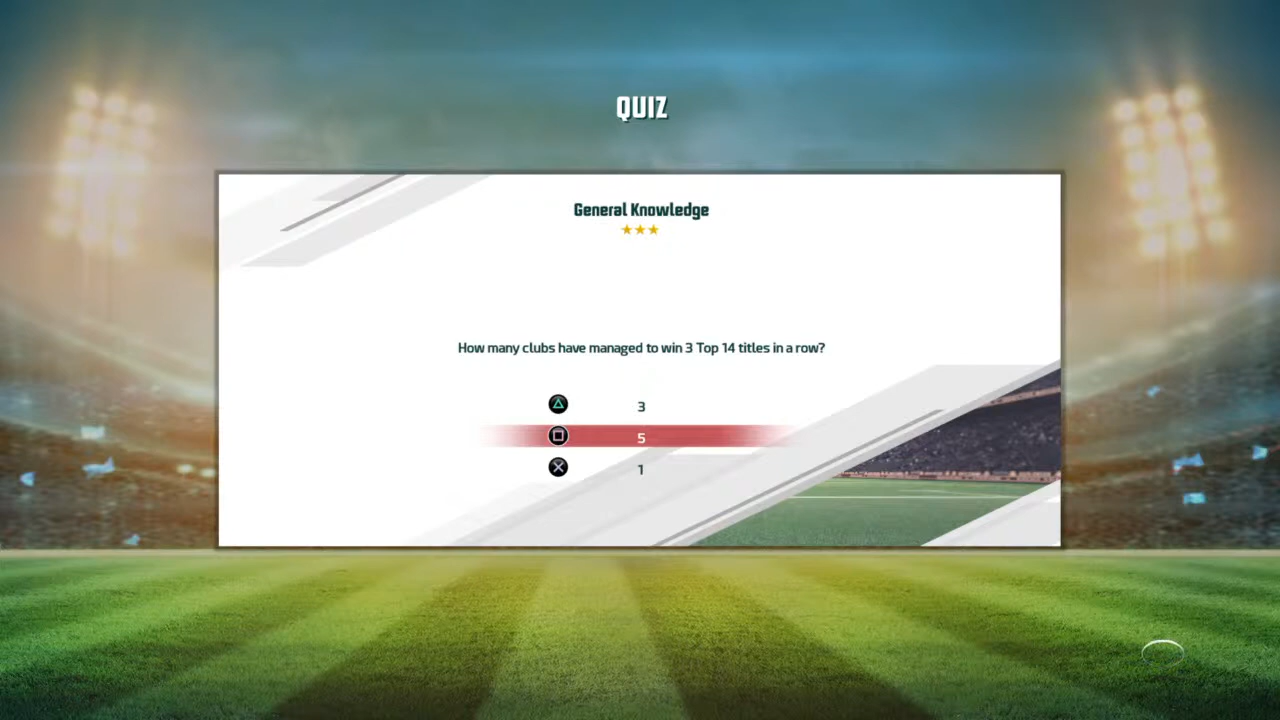 QUIZ
General Knowledge
How many clubs have managed to win 3 Top 14 titles in a row?
3
5
1